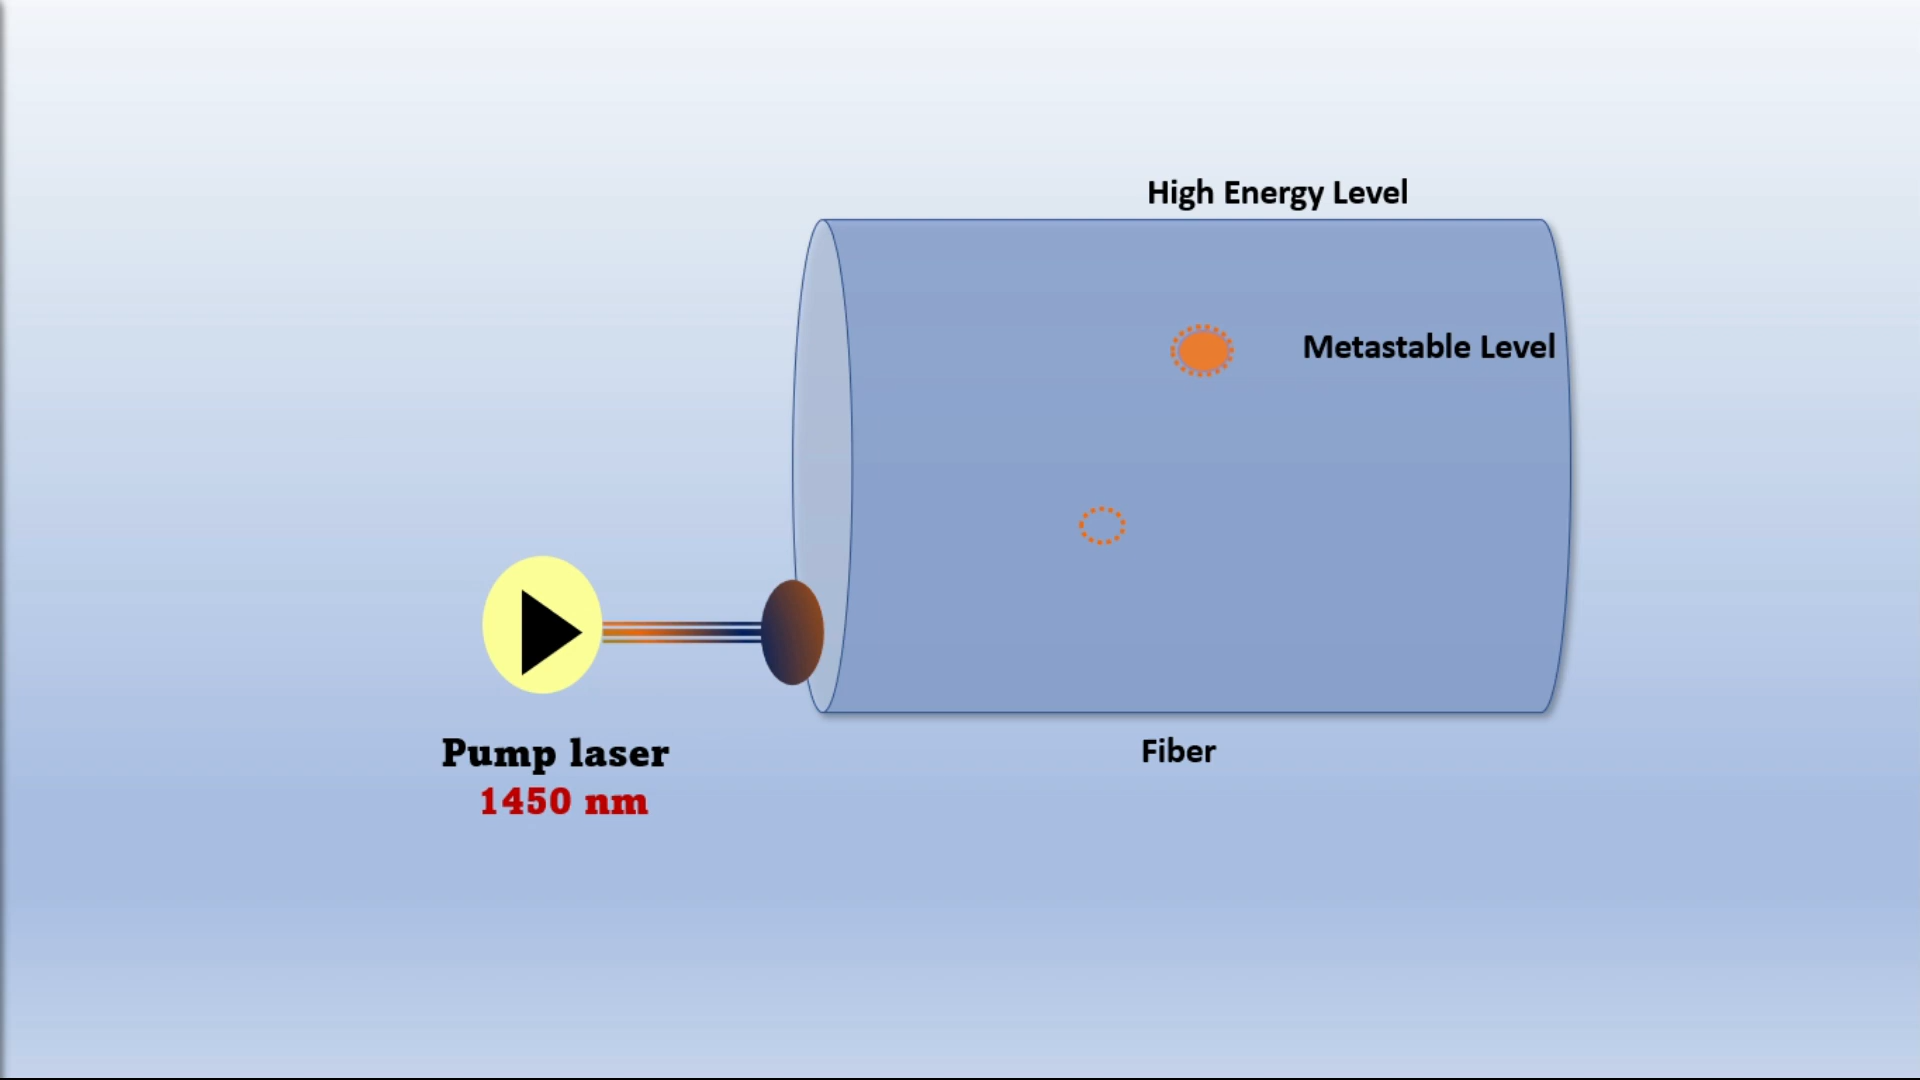 High Energy Level
Metastable Level
Fiber
Pump laser
1450 nm